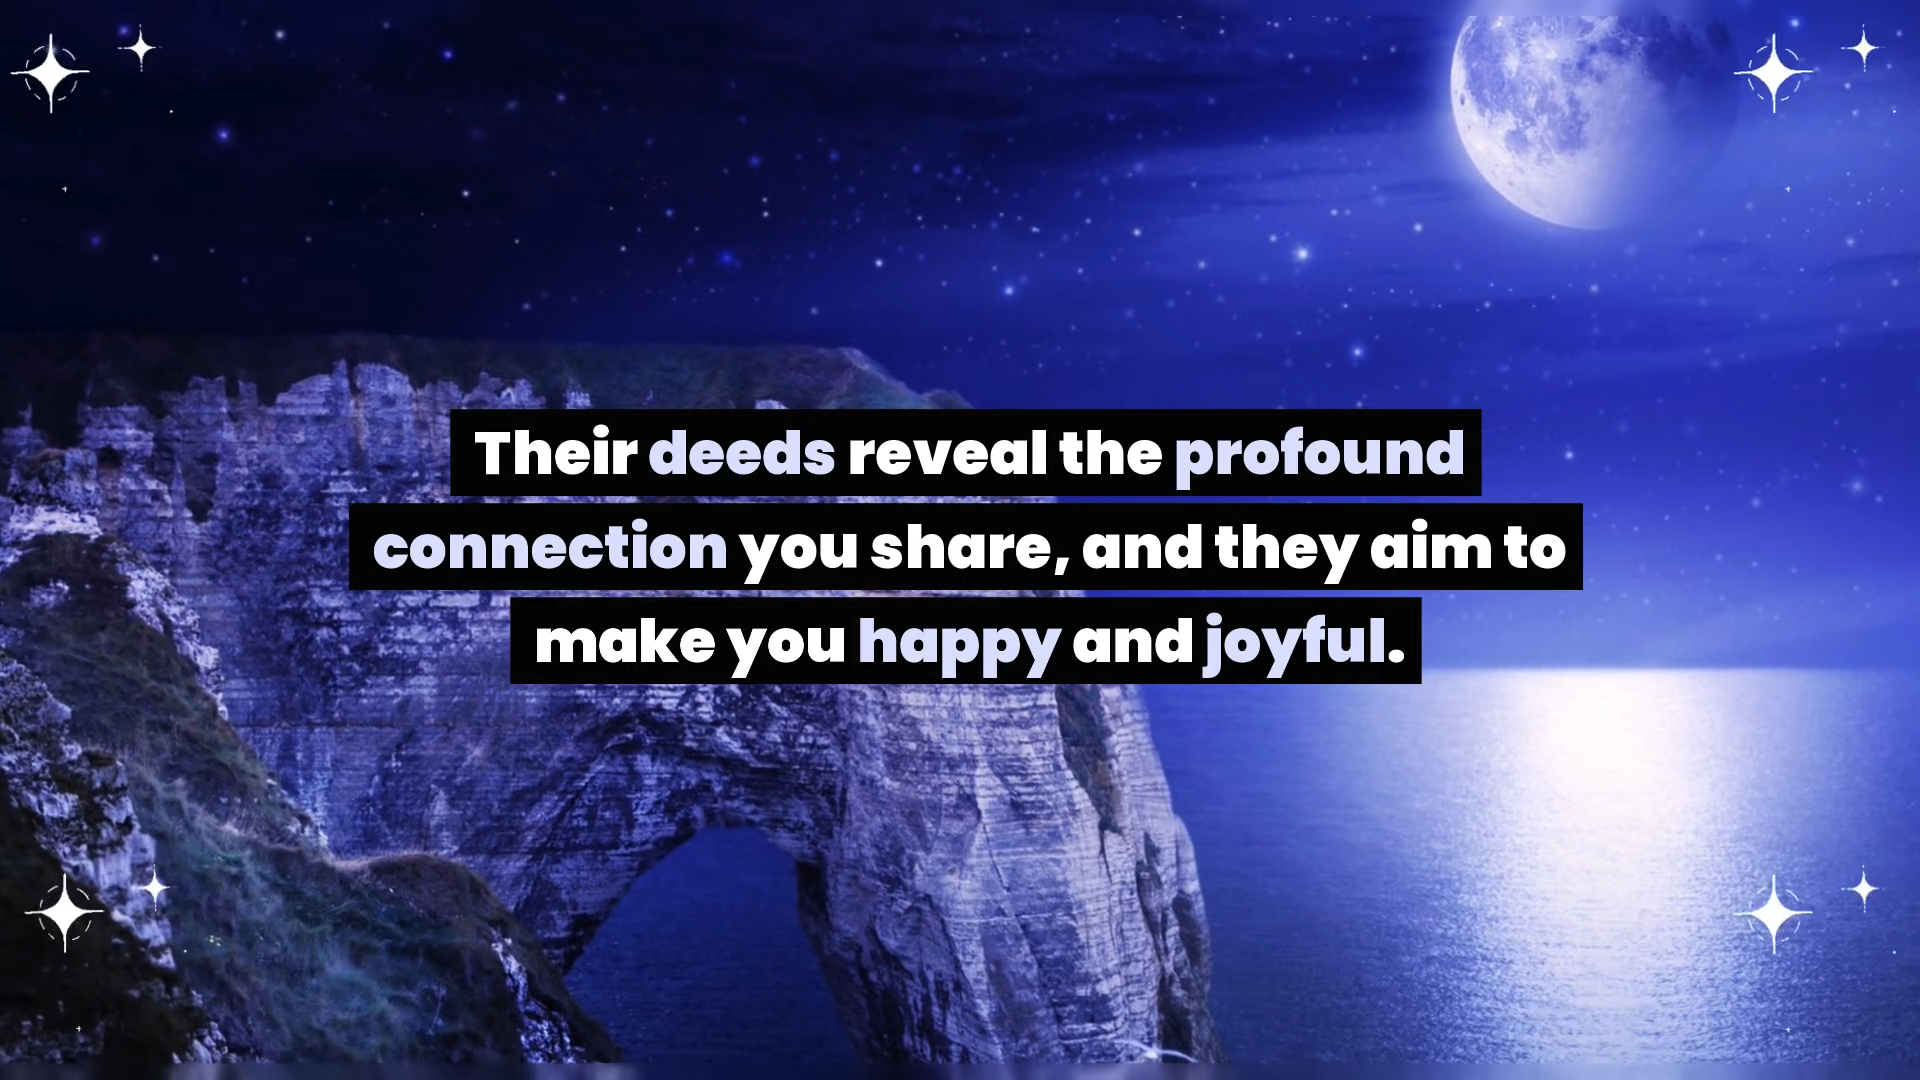 Their deeds reveal the profound
connection you share, and they aim to
make you happy and joyful.